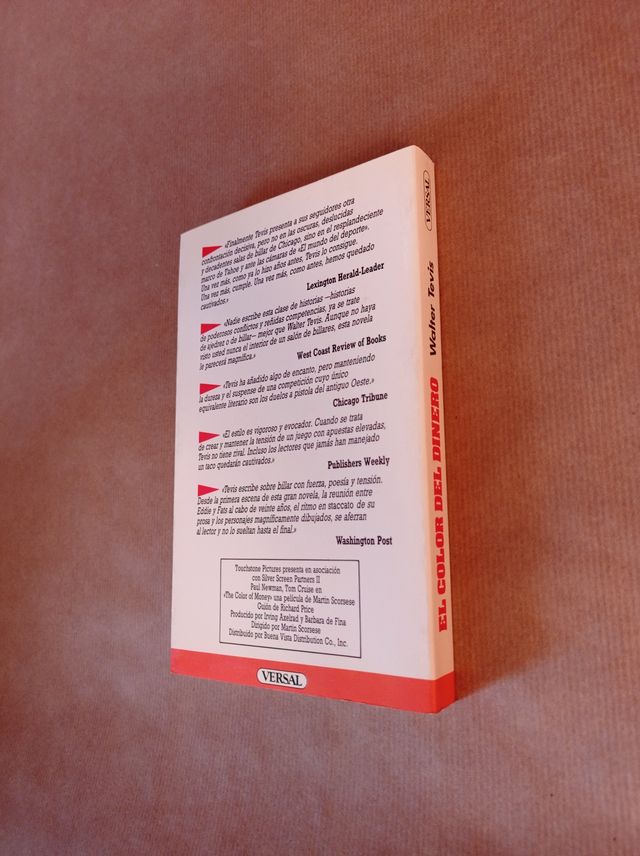 «Finalmente Tevis presenta a sus seguidores otra
confrontación decisiva, pero no en las oscuras, deslucidas
y decadentes salas de billar de Chicago, sino en el resplandeciente
marco de Tahoe y ante las cámaras de «El mundo del deporte».
Una vez más, como ya lo hizo años antes, Tevis lo consigue.
Una vez más, cumple. Una vez más, como antes, hemos quedado
cautivados.»
Lexington Herald-Leader
«Nadie escribe esta clase de historias —historias
de poderosos conflictos y reñidas competencias, ya se trate
de ajedrez o de billar— mejor que Walter Tevis. Aunque no haya
visto usted nunca el interior de un salón de billares, esta novela
le parecerá magnífica.»
West Coast Review of Books
«Tevis ha añadido algo de encanto, pero manteniendo
la dureza y el suspense de una competición cuyo único
equivalente literario son los duelos a pistola del antiguo Oeste.»
Chicago Tribune
«El estilo es vigoroso y evocador. Cuando se trata
de crear y mantener la tensión de un juego con apuestas elevadas,
Tevis no tiene rival. Incluso los lectores que jamás han manejado
un taco quedarán cautivados.»
Publishers Weekly
«Tevis escribe sobre billar con fuerza, poesía y tensión.
Desde la primera escena de esta gran novela, la reunión entre
Eddie y Fats al cabo de veinte años, el ritmo en staccato de su
prosa y los personajes magníficamente dibujados, se aferran
al lector y no lo sueltan hasta el final.»
Washington Post
Touchstone Pictures presenta en asociación
con Silver Screen Partners II
Paul Newman, Tom Cruise en
«The Color of Money» una película de Martin Scorsese
Guión de Richard Price
Producido por Irving Axelrad y Barbara de Fina
Dirigido por Martin Scorsese
Distribuido por Buena Vista Distribution Co., Inc.
VERSAL
EL COLOR DEL DINERO Walter Tevis VERSAL